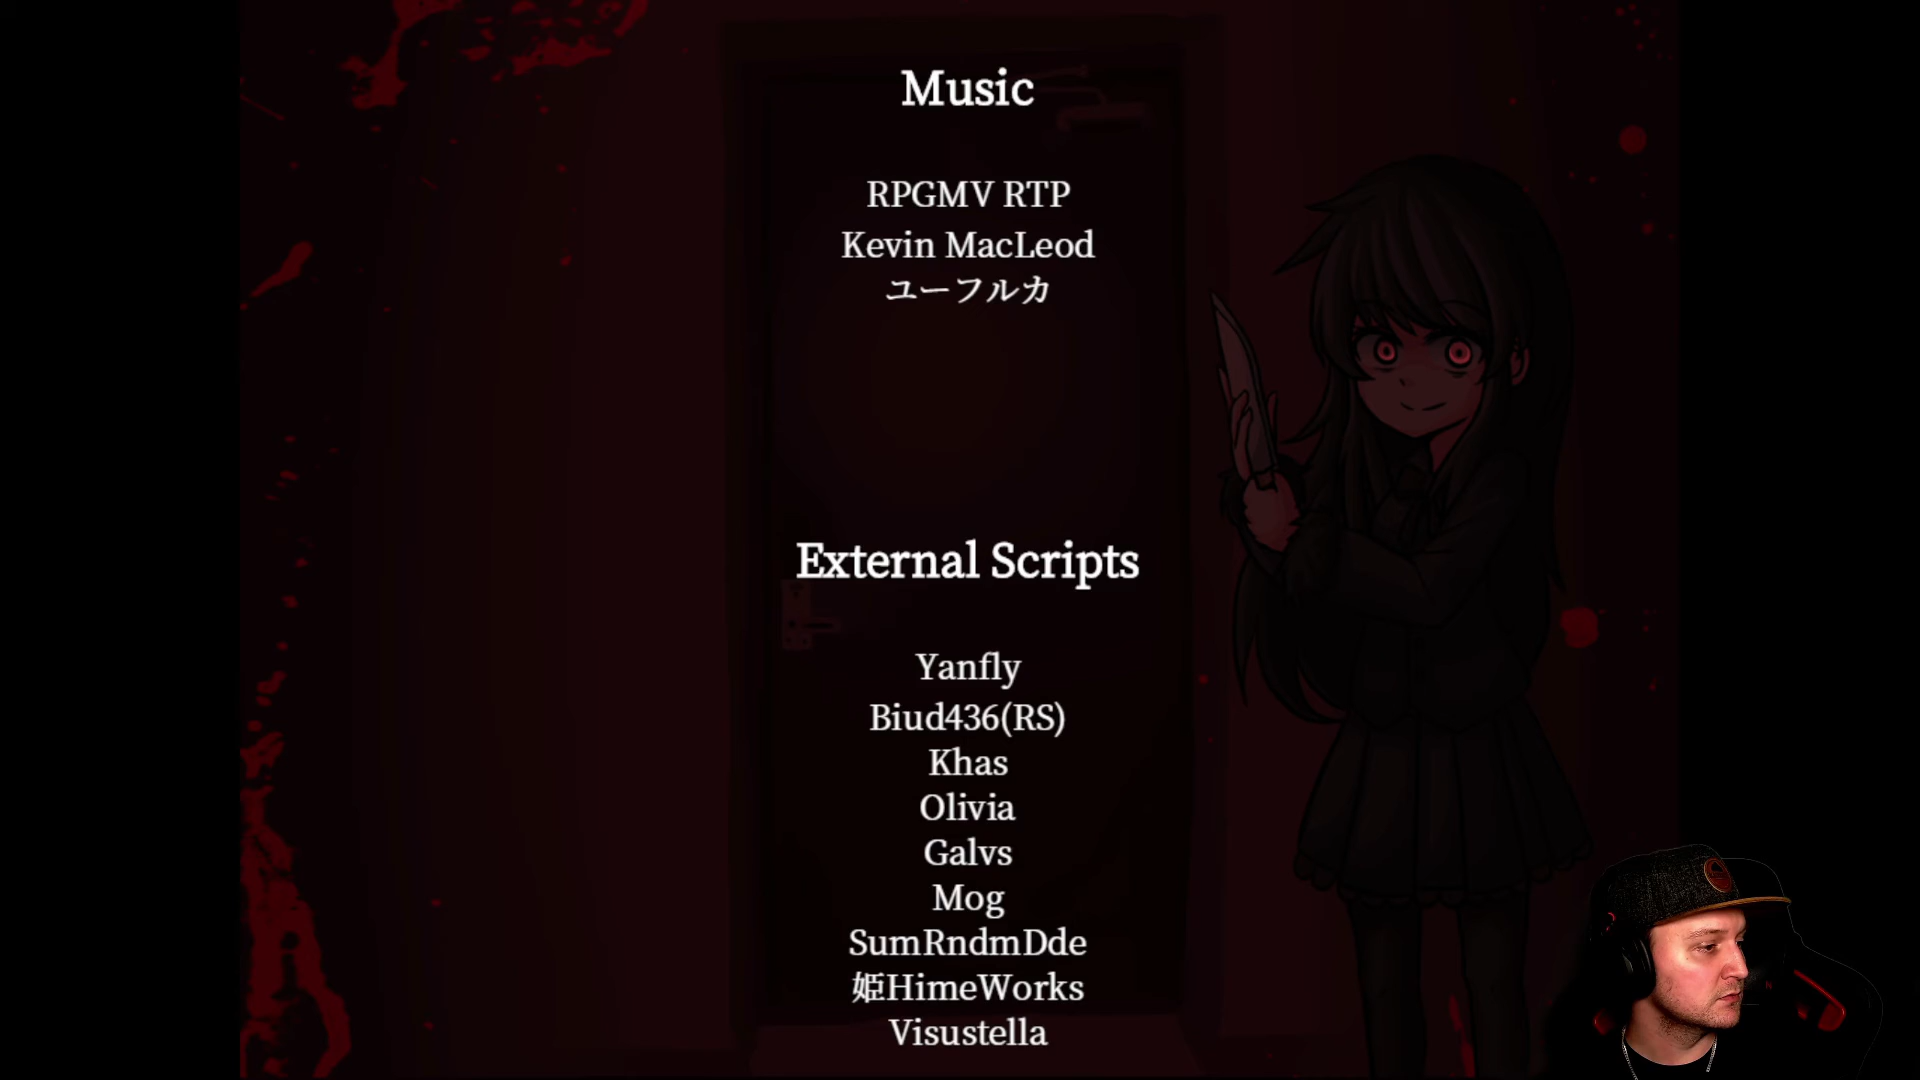 Music
RPGMV RTP
Kevin MacLeod
ユーフルカ
External Scripts
Yanfly
Biud436(RS)
Khas
Olivia
Galvs
Mog
SumRndmDde
姫HimeWorks
Visustella